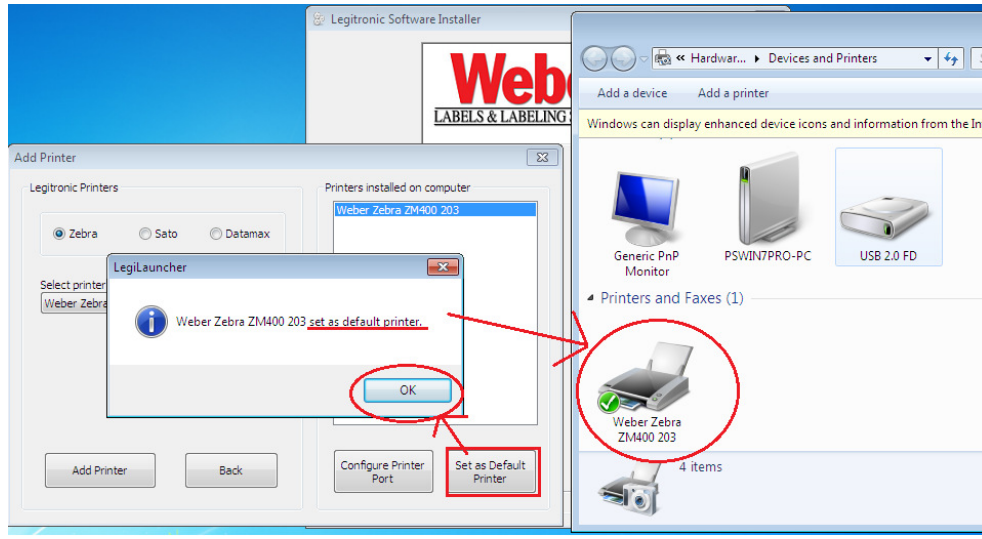 Legitronic Software Installer
Webe
LABELS & LABELING
Hardwar... Devices and Printers
Add a device Add a printer
Windows can display enhanced device icons and information from the In
Generic PnP
Monitor
PSWIN7PRO-PC
USB 2.0 FD
Printers and Faxes (1)
Weber Zebra
ZM400 203
4 items
Add Printer
Legitronic Printers
Zebra Sato Datamax
Select printer
Weber Zebra
Printers installed on computer
Weber Zebra ZM400 203
LegiLauncher
Weber Zebra ZM400 203 set as default printer.
OK
Add Printer
Back
Configure Printer
Port
Set as Default
Printer